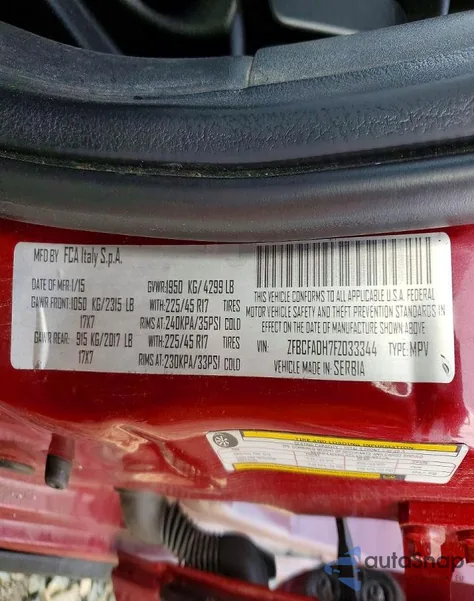 MFD BY FCA Italy S.p.A.
DATE OF MFR:1/15 GVWR:1950 KG/4299 LB
GAWR FRONT:1050 KG/2315 LB WITH:225/45 R17 TIRES
17X7 RIMS AT: 240KPA/35PSI COLD
GAWR REAR: 915 KG/2017 LB WITH:225/45 R17 TIRES
17X7 RIMS AT: 230KPA/33PSI COLD
THIS VEHICLE CONFORMS TO ALL APPLICABLE U.S.A. FEDERAL
MOTOR VEHICLE SAFETY AND THEFT PREVENTION STANDARDS IN
EFFECT ON THE DATE OF MANUFACTURE SHOWN ABOVE
VIN: ZFBCFADH7FZ033344 TYPE: MPV
VEHICLE MADE IN: SERBIA
TIRE AND LOADING INFORMATION
autosnap